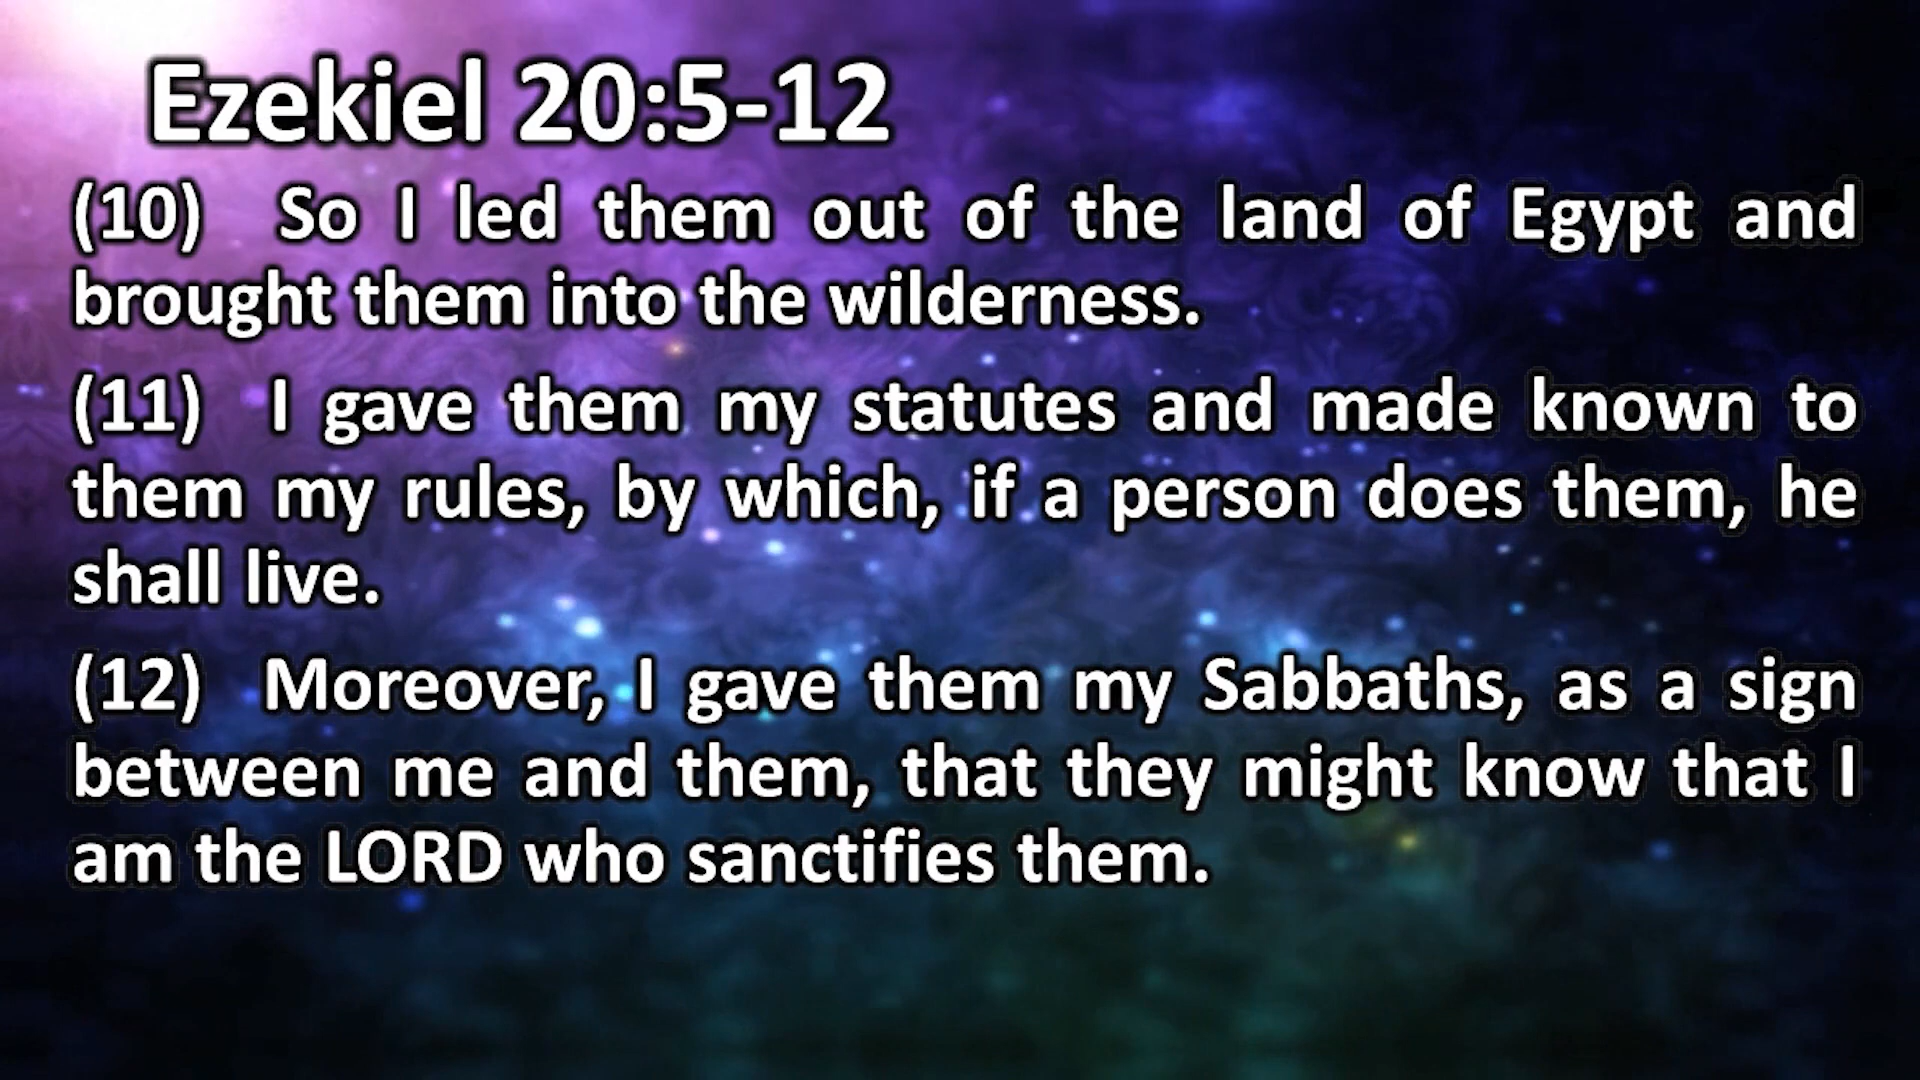 Ezekiel 20:5-12
(10) So I led them out of the land of Egypt and
brought them into the wilderness.
(11) I gave them my statutes and made known to
them my rules, by which, if a person does them, he
shall live.
(12) Moreover, I gave them my Sabbaths, as a sign
between me and them, that they might know that I
am the LORD who sanctifies them.